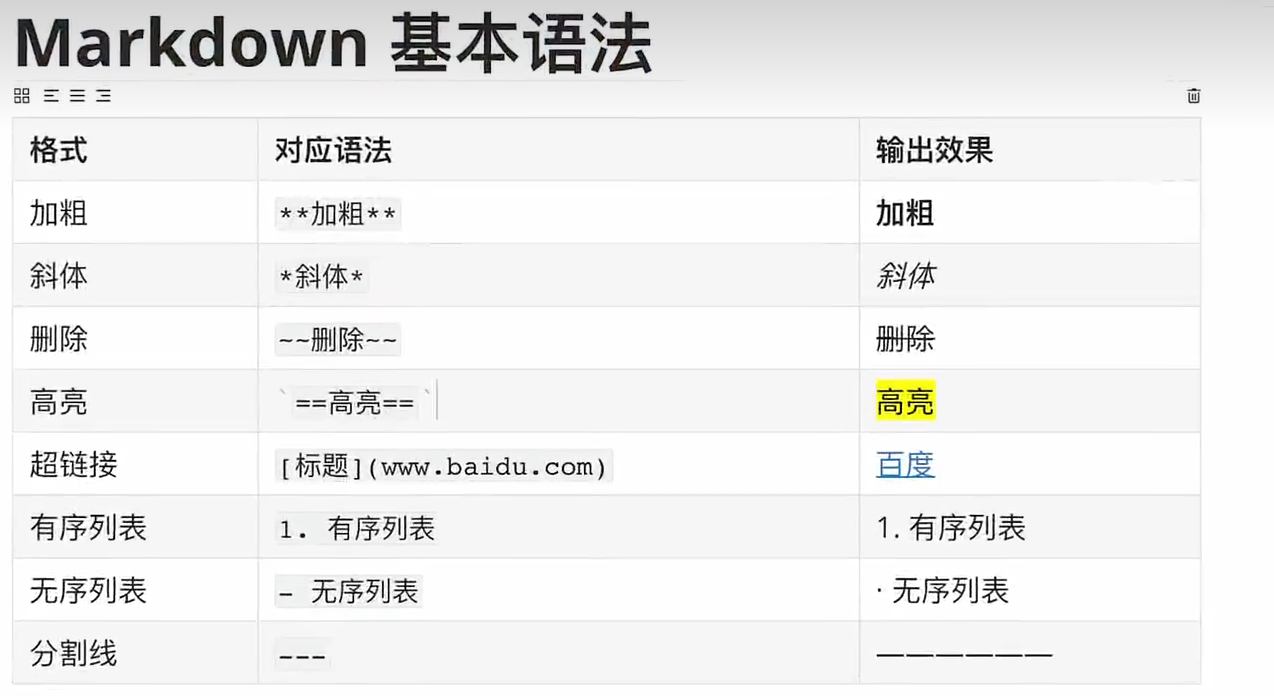 Markdown 基本语法
格式 对应语法 输出效果
加粗 **加粗** 加粗
斜体 *斜体* 斜体
删除 ~~删除~~ 删除
高亮 `==高亮==` 高亮
超链接 [标题](www.baidu.com) 百度
有序列表 1. 有序列表 1. 有序列表
无序列表 - 无序列表 · 无序列表
分割线 --- ——————